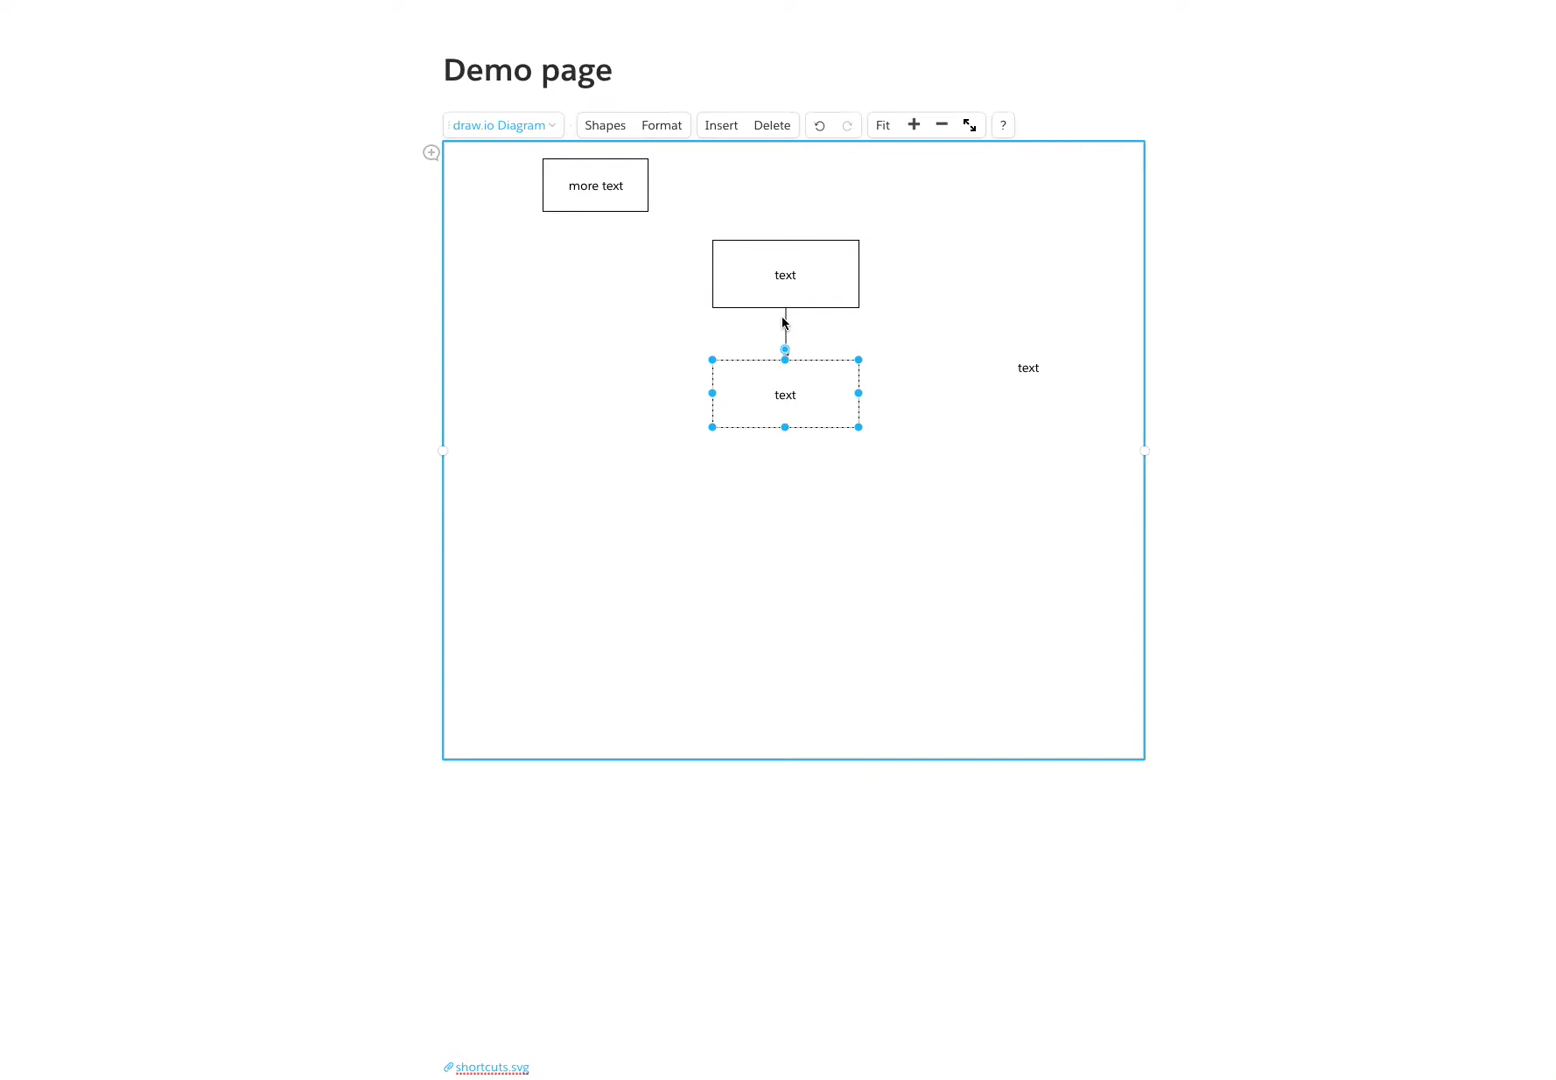 Demo page
draw.io Diagram Shapes Format Insert Delete Fit + − ?
more text
text
text
text
shortcuts.svg